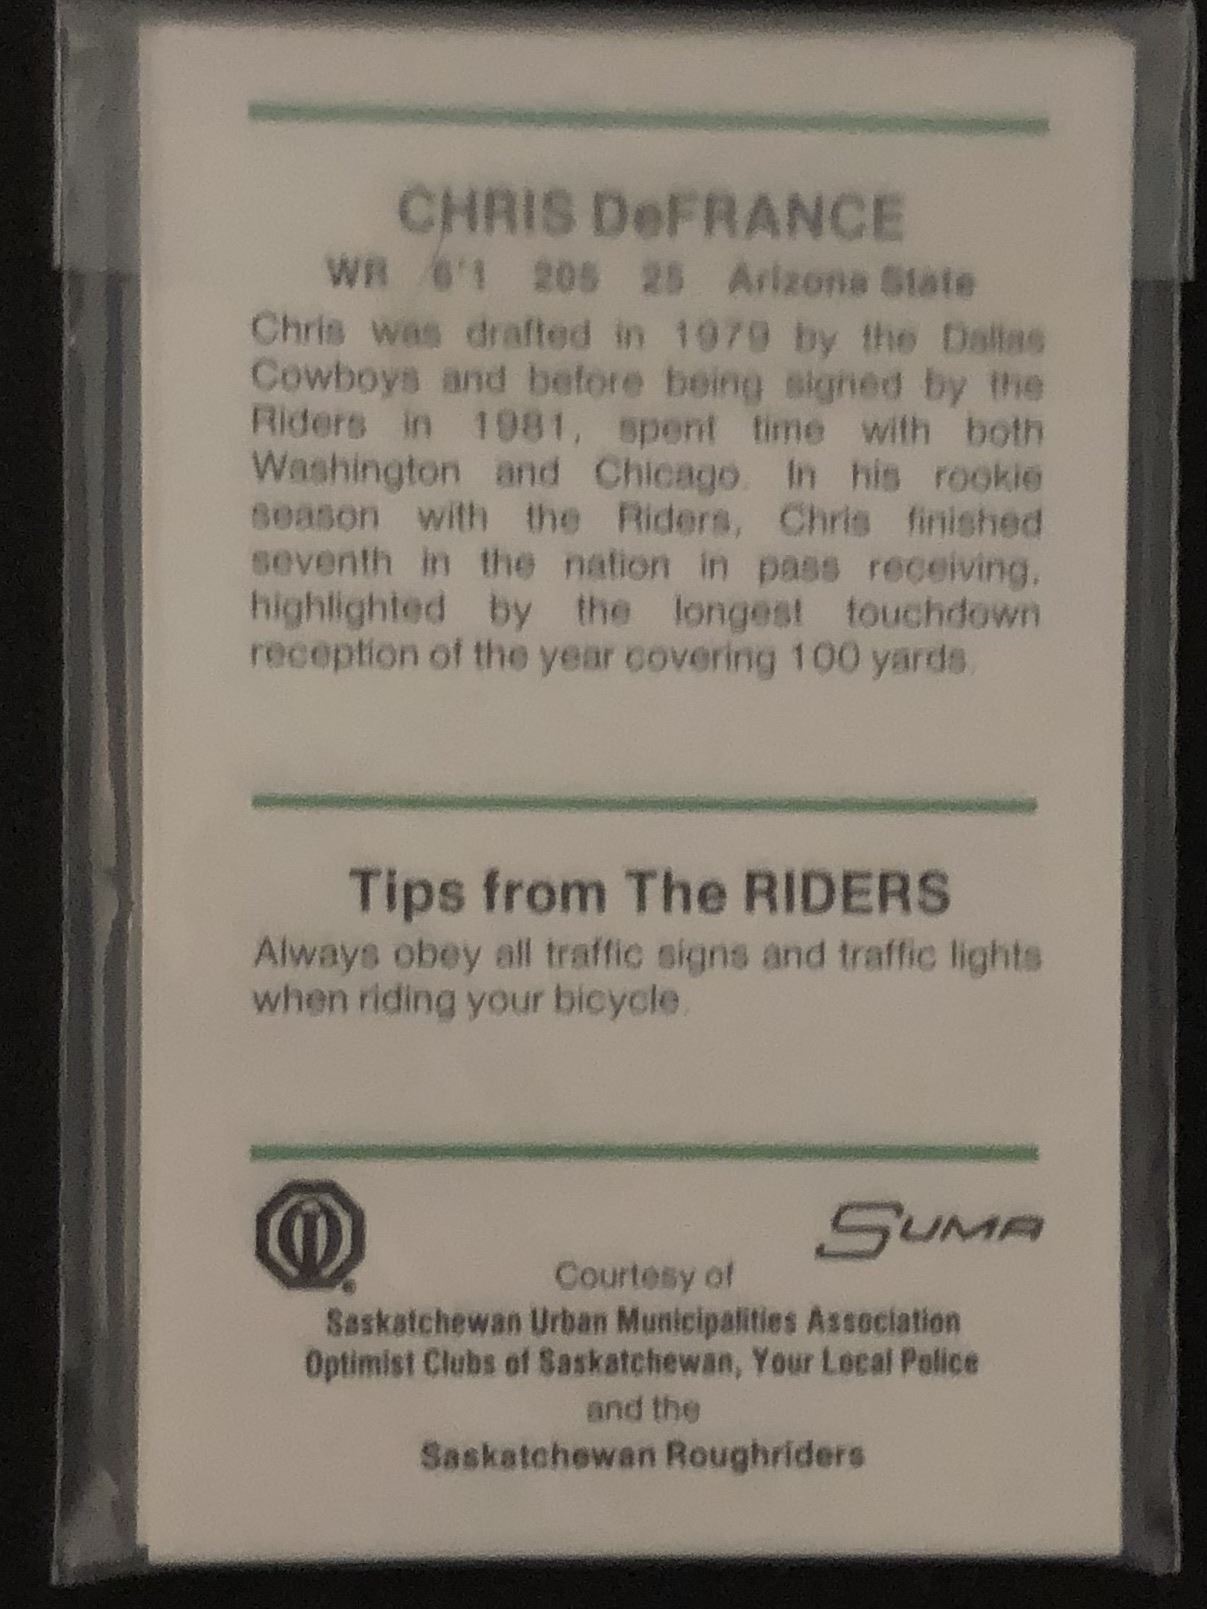 CHRIS DeFRANCE
WR 6'1 205 25 Arizona State
Chris was drafted in 1979 by the Dallas
Cowboys and before being signed by the
Riders in 1981, spent time with both
Washington and Chicago. In his rookie
season with the Riders, Chris finished
seventh in the nation in pass receiving,
highlighted by the longest touchdown
reception of the year covering 100 yards.
Tips from The RIDERS
Always obey all traffic signs and traffic lights
when riding your bicycle.
SUMA
Courtesy of
Saskatchewan Urban Municipalities Association
Optimist Clubs of Saskatchewan, Your Local Police
and the
Saskatchewan Roughriders